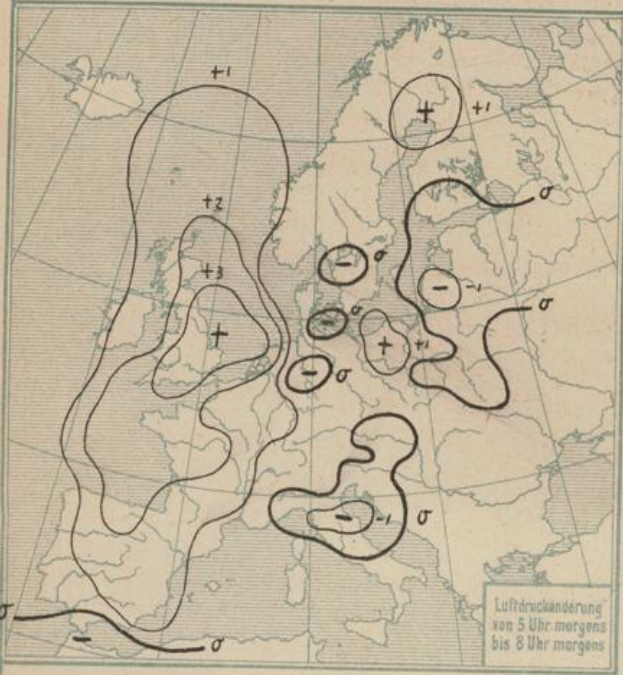 +1
+
+1
σ
+2
- σ
+3
- -1
σ
σ
-
+
+
+1
- σ
σ
- -1
σ
-
σ
Luftdruckänderung
von 5 Uhr morgens
bis 8 Uhr morgens